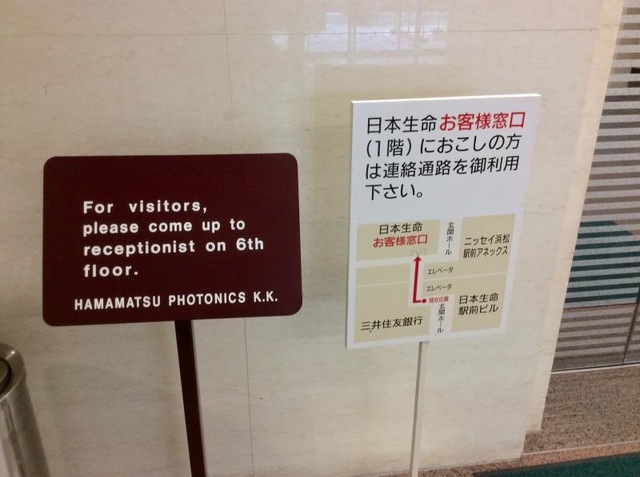 For visitors,
please come up to
receptionist on 6th
floor.
HAMAMATSU PHOTONICS K.K.
日本生命お客様窓口
(1階)におこしの方
は連絡通路を御利用
下さい。
日本生命
お客様窓口
玄関ホール
ニッセイ浜松
駅前アネックス
エレベータ
エレベータ
現在位置
玄関ホール
日本生命
駅前ビル
三井住友銀行